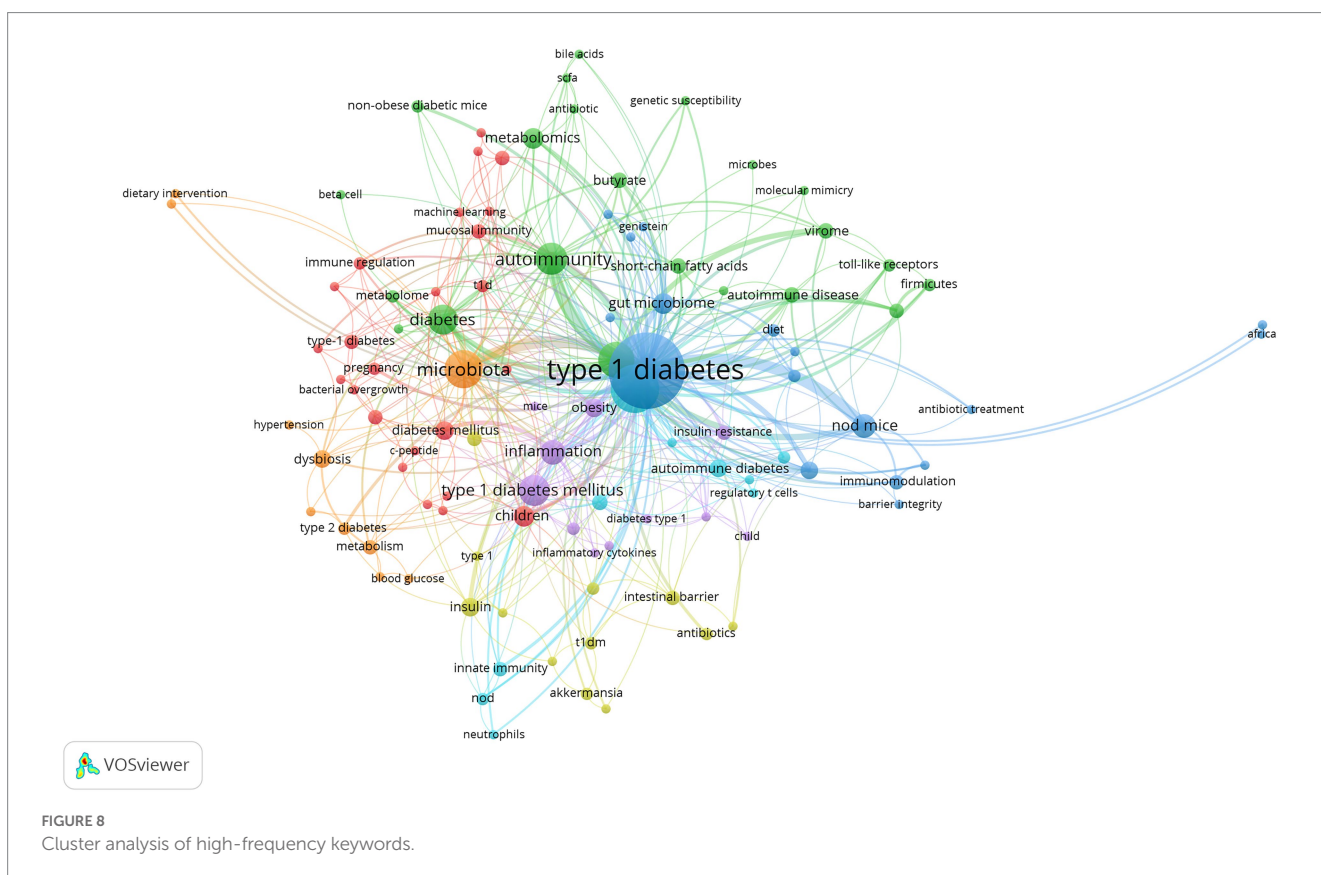 bile acids
scfa
non-obese diabetic mice
antibiotic
genetic susceptibility
metabolomics
microbes
butyrate
dietary intervention
beta cell
molecular mimicry
machine learning
genistein
mucosal immunity
virome
autoimmunity
immune regulation
short-chain fatty acids
toll-like receptors
t1d
firmicutes
metabolome
gut microbiome
autoimmune disease
diabetes
diet
africa
type-1 diabetes
pregnancy
microbiota
type 1 diabetes
bacterial overgrowth
mice
obesity
antibiotic treatment
hypertension
diabetes mellitus
insulin resistance
nod mice
c-peptide
inflammation
dysbiosis
autoimmune diabetes
immunomodulation
type 1 diabetes mellitus
regulatory t cells
barrier integrity
children
diabetes type 1
type 2 diabetes
child
metabolism
type 1
inflammatory cytokines
blood glucose
insulin
intestinal barrier
antibiotics
t1dm
innate immunity
nod
akkermansia
neutrophils
VOSviewer
FIGURE 8
Cluster analysis of high-frequency keywords.